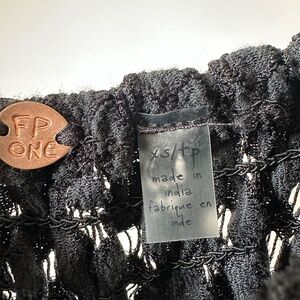 FP
ONE
xs/tp
made in
india
fabriqué en
inde